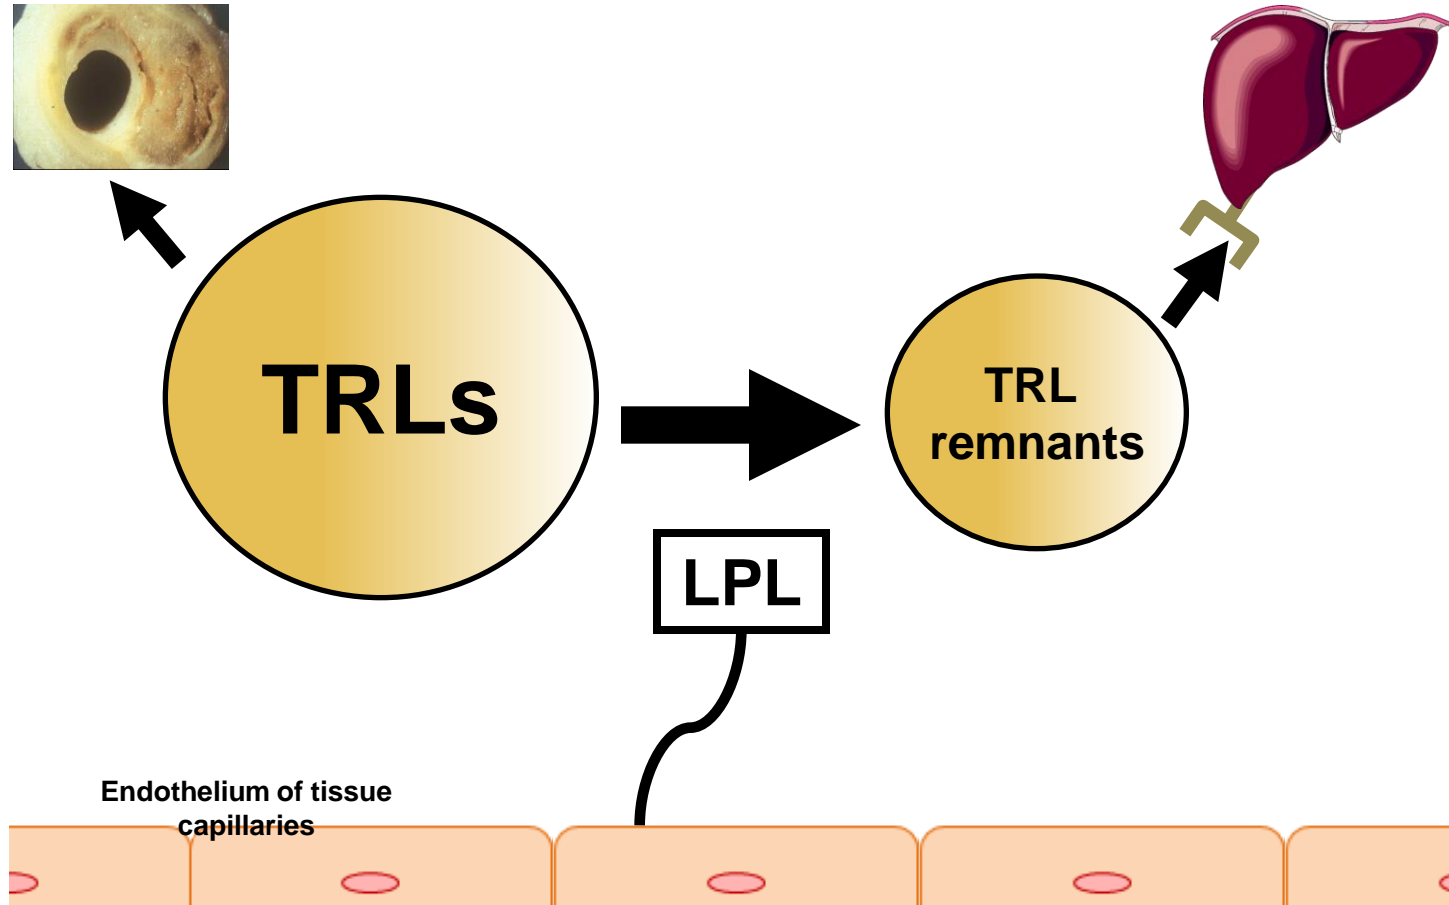 TRLs
TRL
remnants
LPL
Endothelium of tissue
capillaries